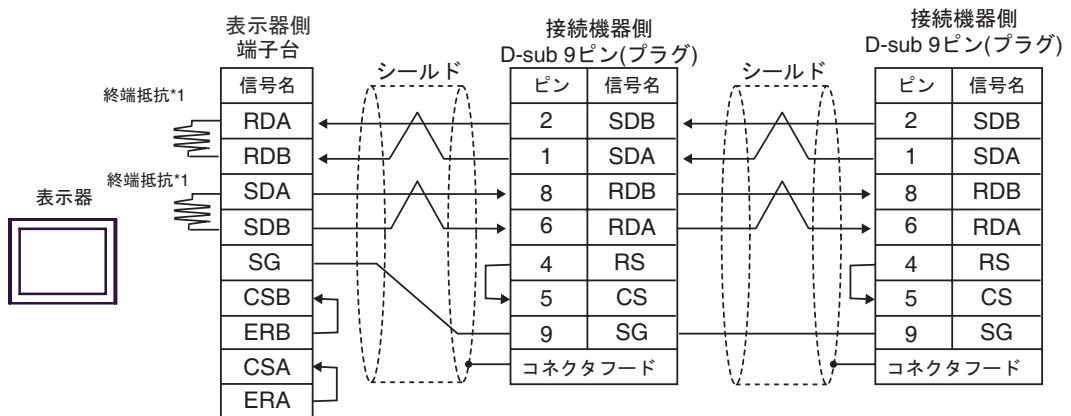 表示器側
端子台
接続機器側
D-sub 9ピン(プラグ)
接続機器側
D-sub 9ピン(プラグ)
シールド
シールド
終端抵抗*1
終端抵抗*1
表示器
信号名
RDA
RDB
SDA
SDB
SG
CSB
ERB
CSA
ERA
ピン 信号名
2 SDB
1 SDA
8 RDB
6 RDA
4 RS
5 CS
9 SG
コネクタフード
ピン 信号名
2 SDB
1 SDA
8 RDB
6 RDA
4 RS
5 CS
9 SG
コネクタフード